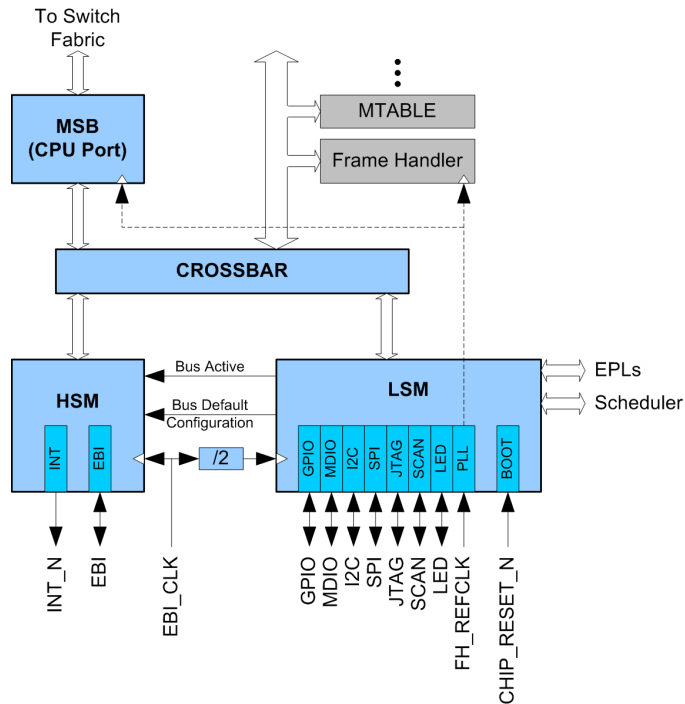 To Switch
Fabric
MTABLE
MSB
(CPU Port)
Frame Handler
CROSSBAR
Bus Active
EPLs
LSM
HSM
Bus Default
Configuration
Scheduler
INT
EBI
/2
GPIO
MDIO
I2C
SPI
JTAG
SCAN
LED
PLL
BOOT
INT_N
EBI
EBI_CLK
GPIO
MDIO
I2C
SPI
JTAG
SCAN
LED
FH_REFCLK
CHIP_RESET_N